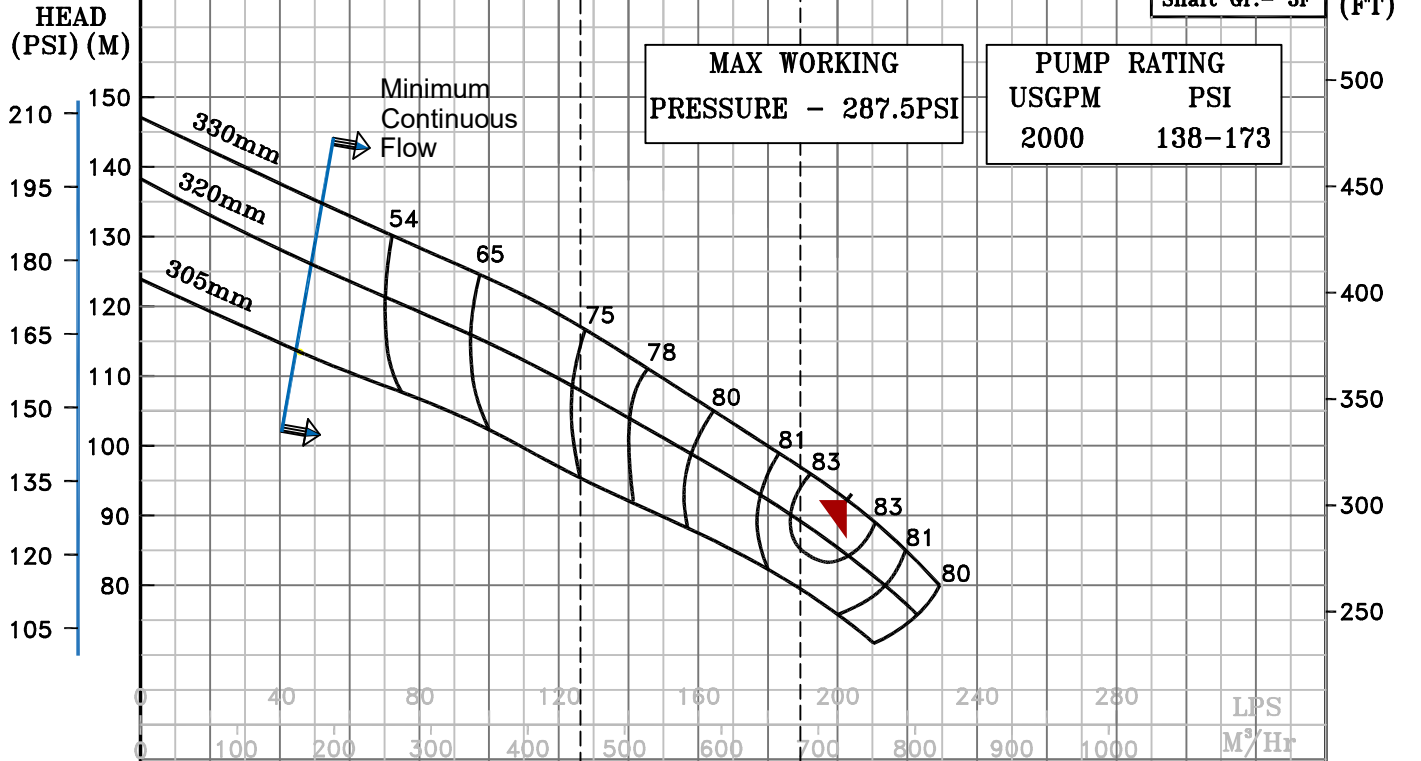 Shaft Gr.- 3F
HEAD
(PSI) (M)
(FT)
MAX WORKING
PRESSURE - 287.5PSI
PUMP RATING
USGPM PSI
2000 138-173
Minimum
Continuous
Flow
210
195
180
165
150
135
120
105
150
140
130
120
110
100
90
80
500
450
400
350
300
250
330mm
320mm
305mm
54
65
75
78
80
81
83
83
81
80
0 40 80 120 160 200 240 280 LPS
0 100 200 300 400 500 600 700 800 900 1000 M³/Hr